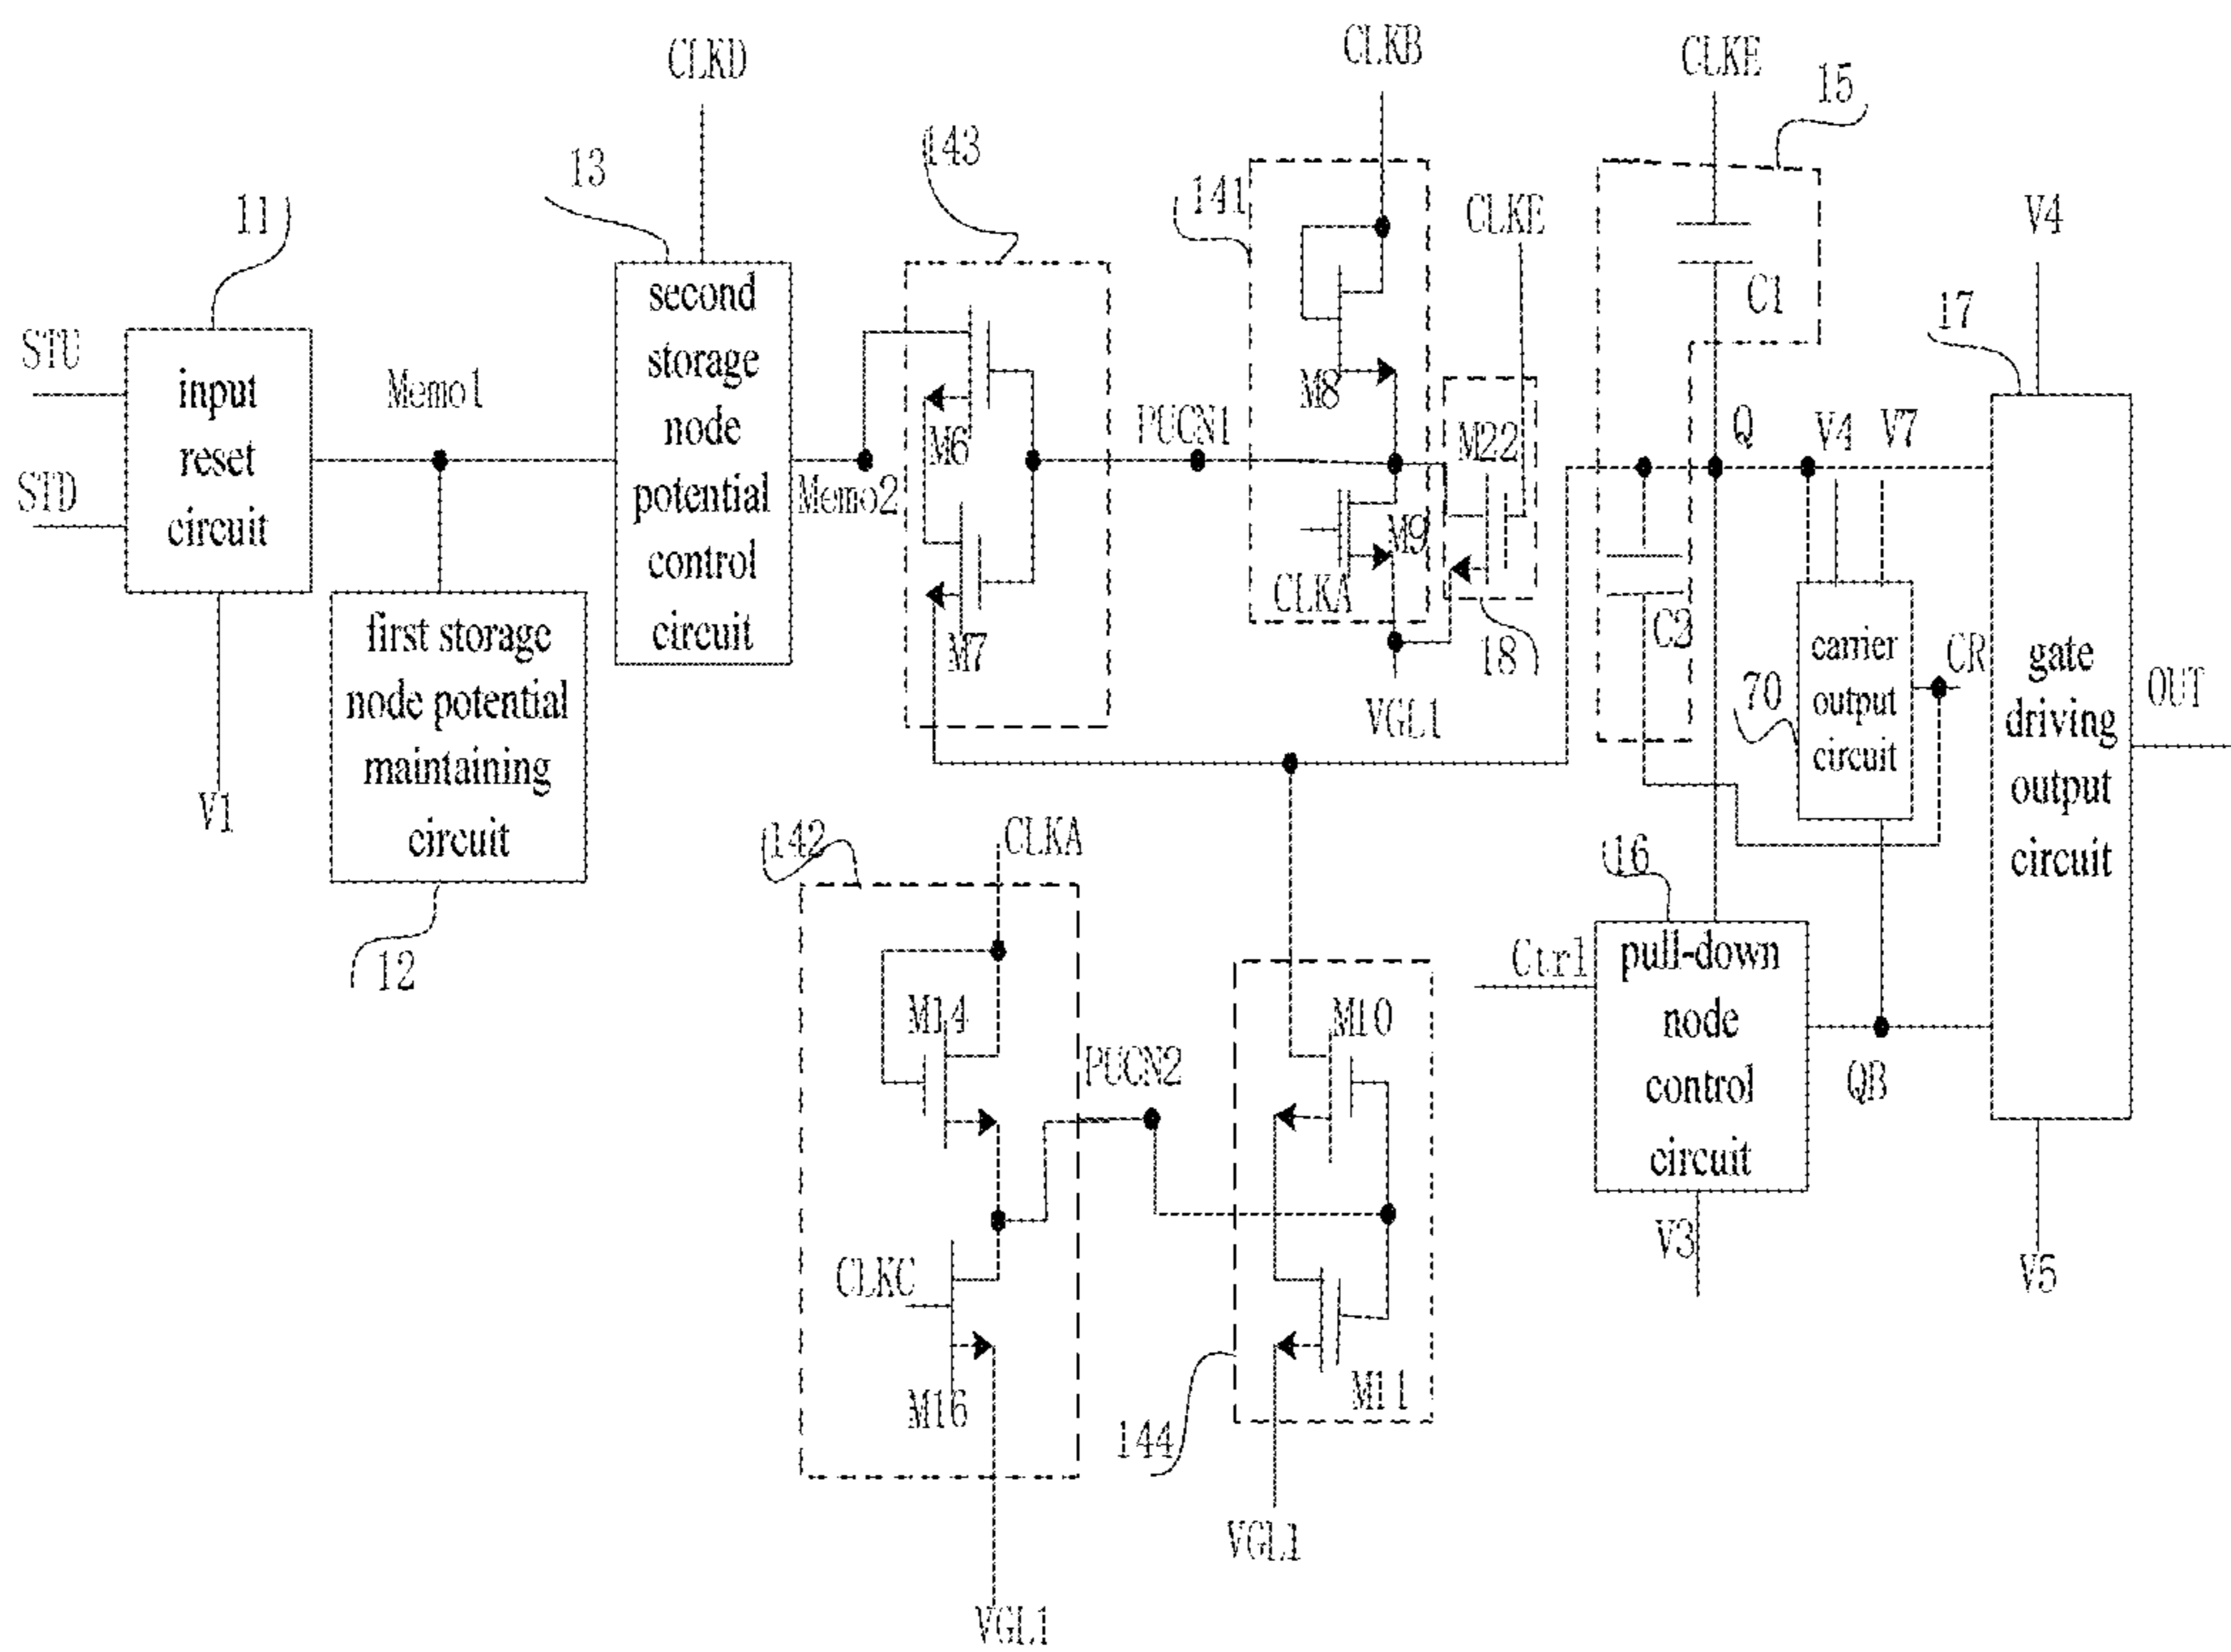 CLKD
CLKB
CLKE
15
13
143
141
11
CLKE
V4
second
storage
node
potential
control
circuit
C1
17
STU
input
reset
circuit
Memo1
M8
M6
PUCN1
M22
Q
V4
V7
STD
Memo2
M9
CLKA
C2
first storage
node potential
maintaining
circuit
M7
18
carrier
output
circuit
CR
gate
driving
output
circuit
OUT
70
VGL1
V1
142
CLKA
16
12
Ctrl
pull-down
node
control
circuit
M14
M10
PUCN2
QB
CLKC
V3
V5
M11
M16
144
VGL1
VGL1